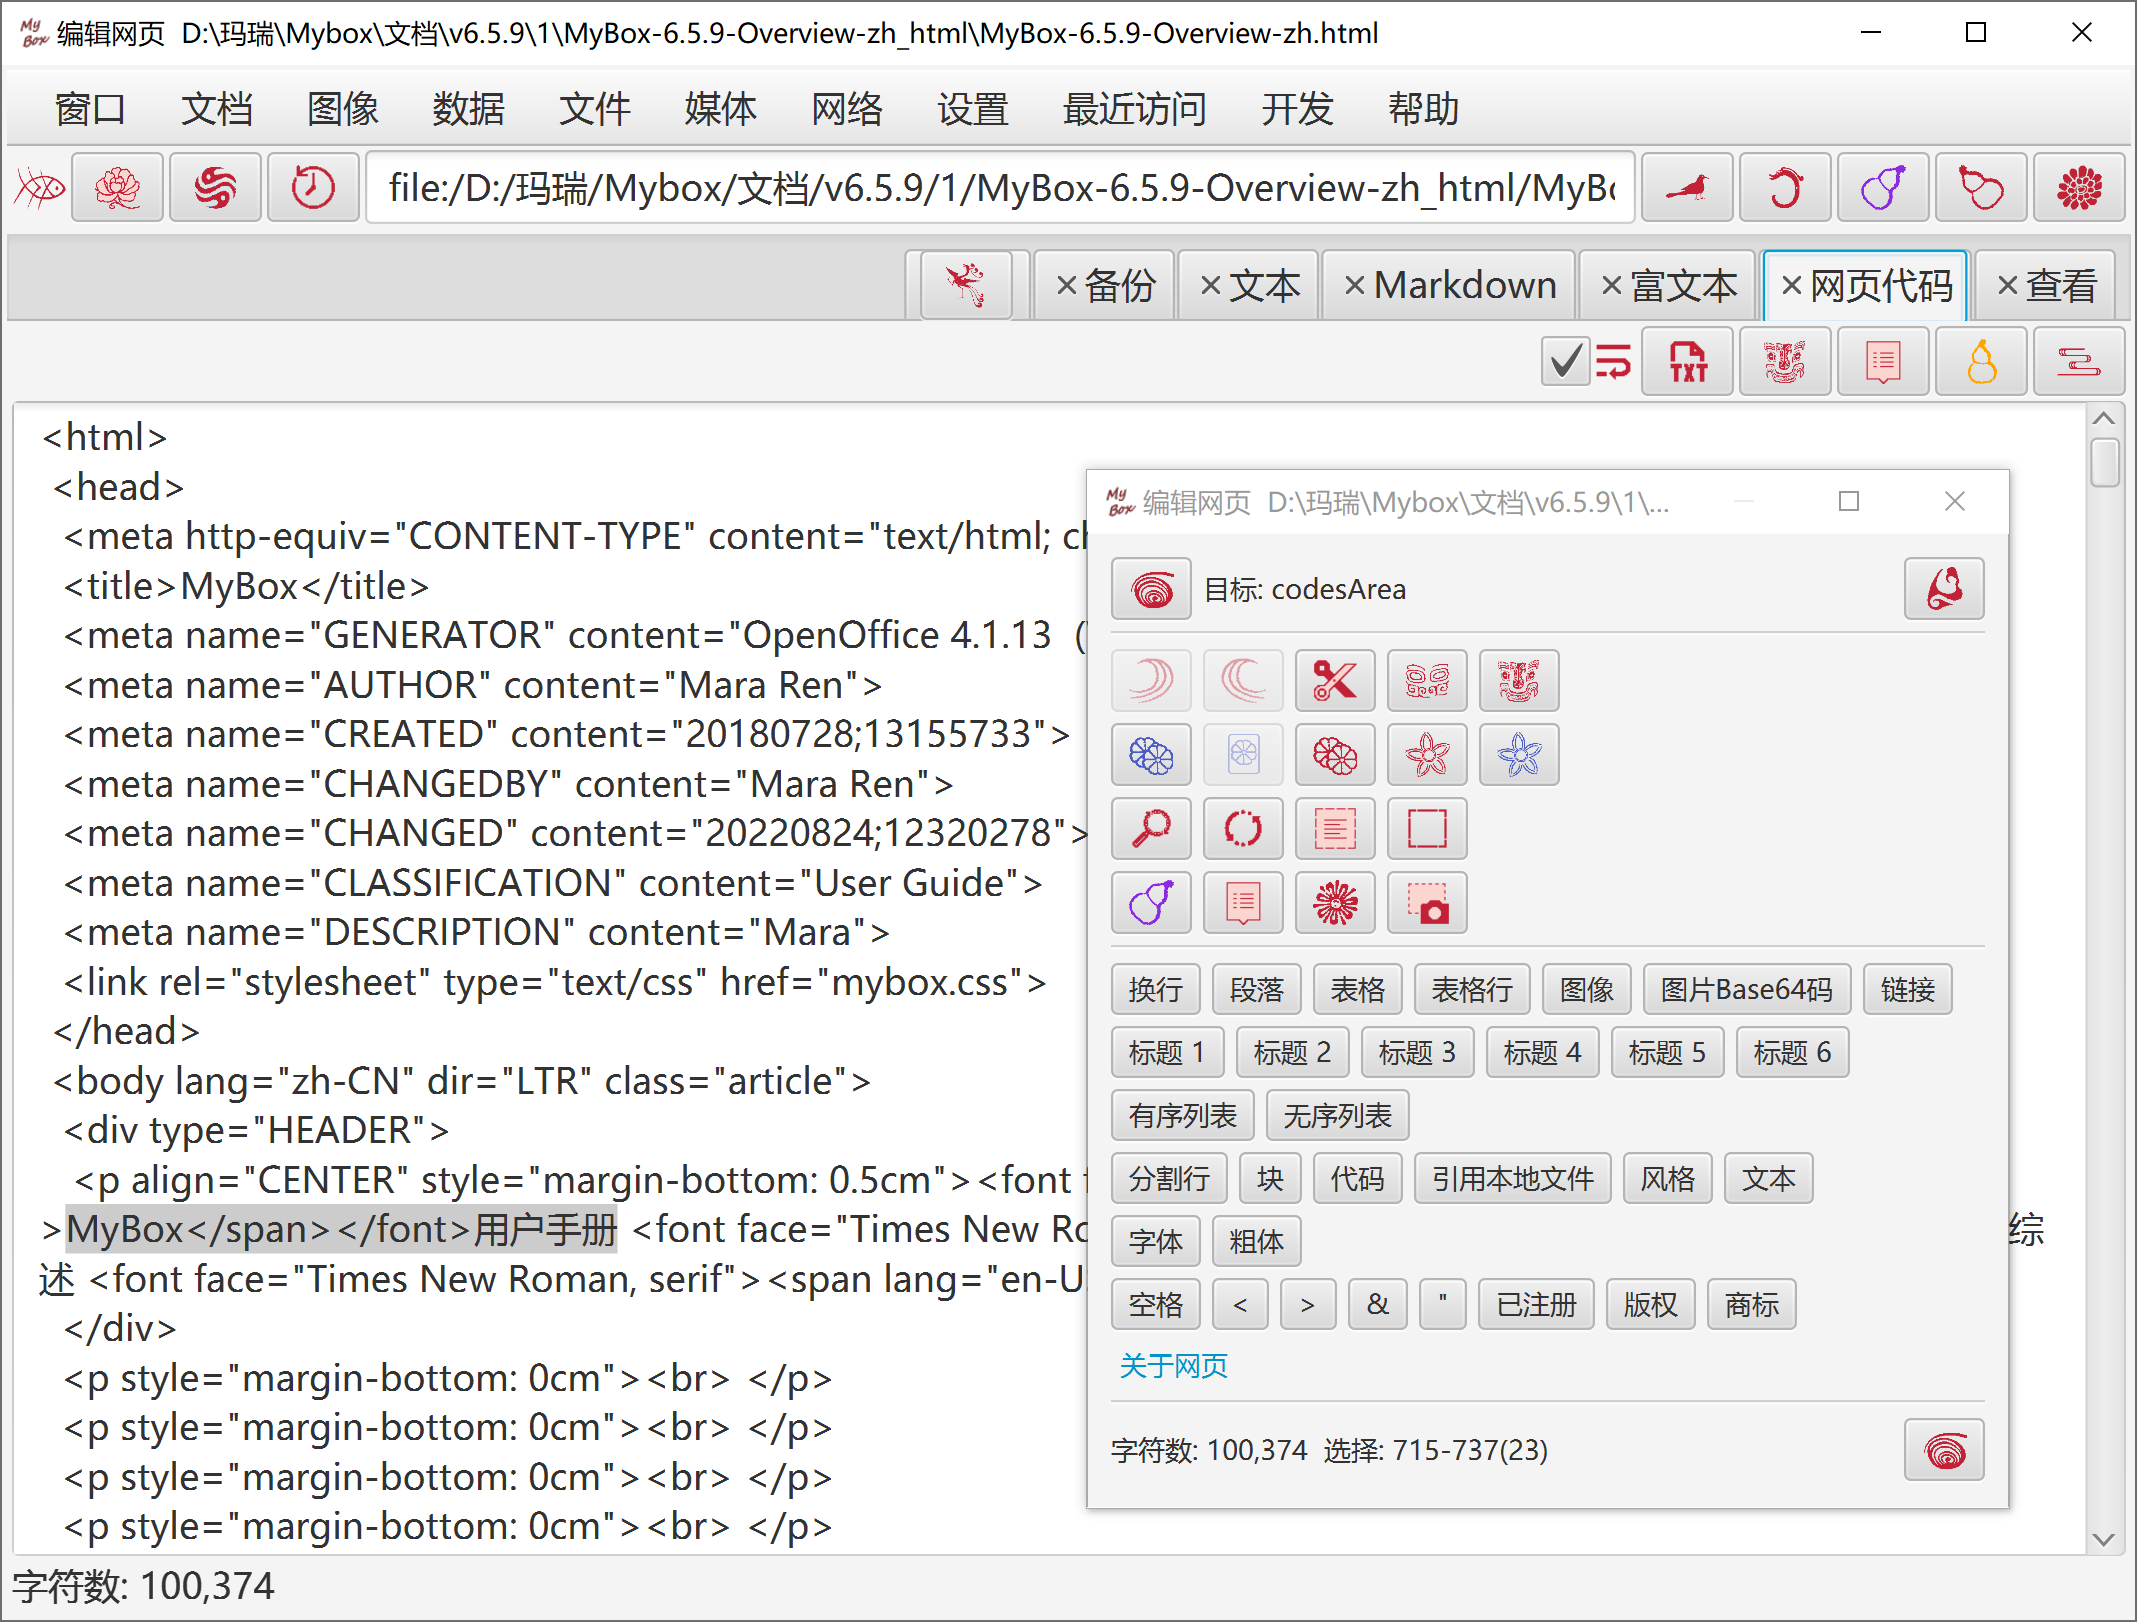 My Box 编辑网页 D:\玛瑞\Mybox\文档\v6.5.9\1\MyBox-6.5.9-Overview-zh_html\MyBox-6.5.9-Overview-zh.html
窗口 文档 图像 数据 文件 媒体 网络 设置 最近访问 开发 帮助
file:/D:/玛瑞/Mybox/文档/v6.5.9/1/MyBox-6.5.9-Overview-zh_html/MyBo
备份 文本 Markdown 富文本 网页代码 查看
TXT
<html>
<head>
<meta http-equiv="CONTENT-TYPE" content="text/html;
<title>MyBox</title>
<meta name="GENERATOR" content="OpenOffice 4.1.13 (
<meta name="AUTHOR" content="Mara Ren">
<meta name="CREATED" content="20180728;13155733">
<meta name="CHANGEDBY" content="Mara Ren">
<meta name="CHANGED" content="20220824;12320278">
<meta name="CLASSIFICATION" content="User Guide">
<meta name="DESCRIPTION" content="Mara">
<link rel="stylesheet" type="text/css" href="mybox.css">
</head>
<body lang="zh-CN" dir="LTR" class="article">
<div type="HEADER">
<p align="CENTER" style="margin-bottom: 0.5cm"><font
>MyBox</span></font>用户手册 <font face="Times New Ro 综
述 <font face="Times New Roman, serif"><span lang="en-U
</div>
<p style="margin-bottom: 0cm"><br> </p>
<p style="margin-bottom: 0cm"><br> </p>
<p style="margin-bottom: 0cm"><br> </p>
<p style="margin-bottom: 0cm"><br> </p>
字符数: 100,374
My Box 编辑网页 D:\玛瑞\Mybox\文档\v6.5.9\1\...
目标: codesArea
换行 段落 表格 表格行 图像 图片Base64码 链接
标题 1 标题 2 标题 3 标题 4 标题 5 标题 6
有序列表 无序列表
分割行 块 代码 引用本地文件 风格 文本
字体 粗体
空格 < > & " 已注册 版权 商标
关于网页
字符数: 100,374 选择: 715-737(23)